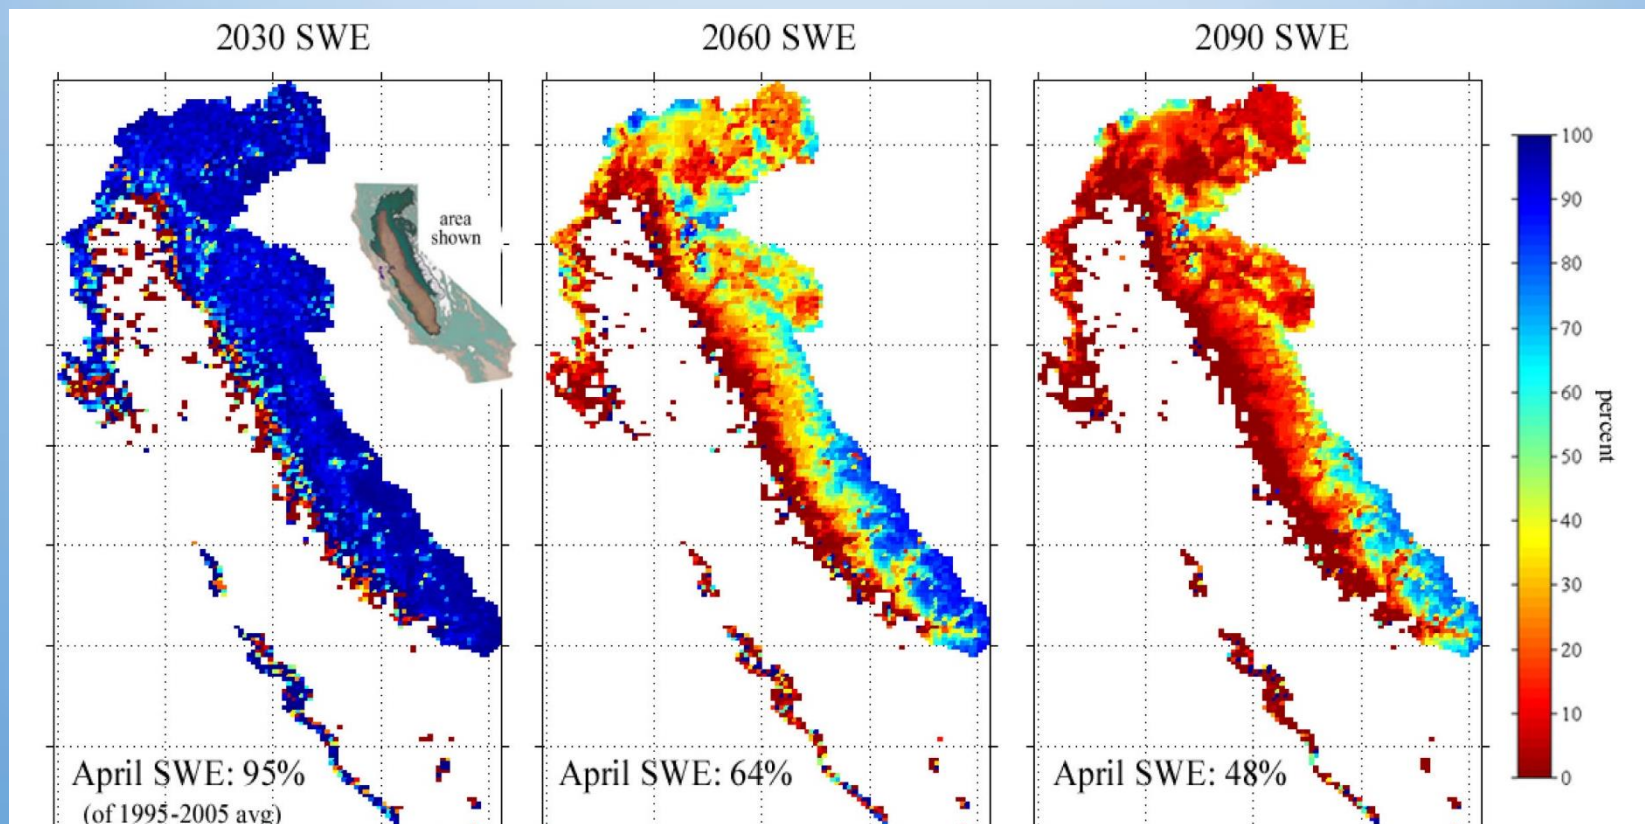 2030 SWE
2060 SWE
2090 SWE
area
shown
100
90
80
70
60
50
40
30
20
10
0
percent
April SWE: 95%
(of 1995-2005 avg)
April SWE: 64%
April SWE: 48%